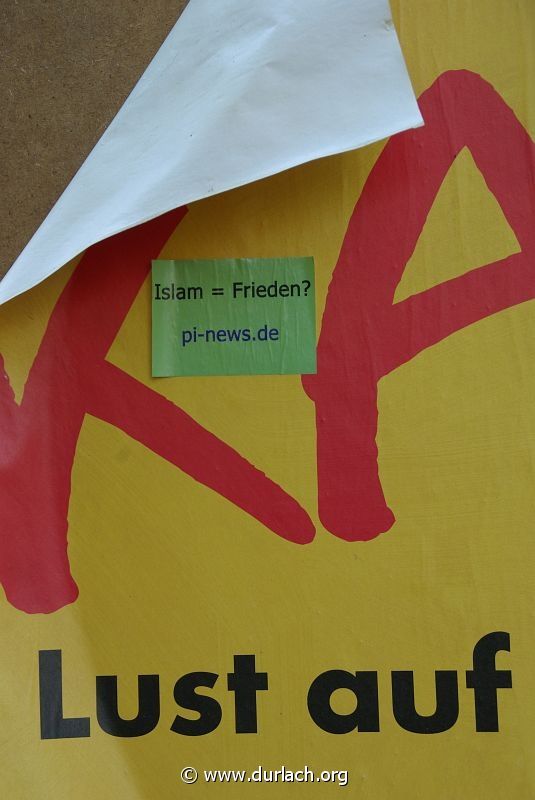 KA
Islam = Frieden?
pi-news.de
Lust auf
© www.durlach.org